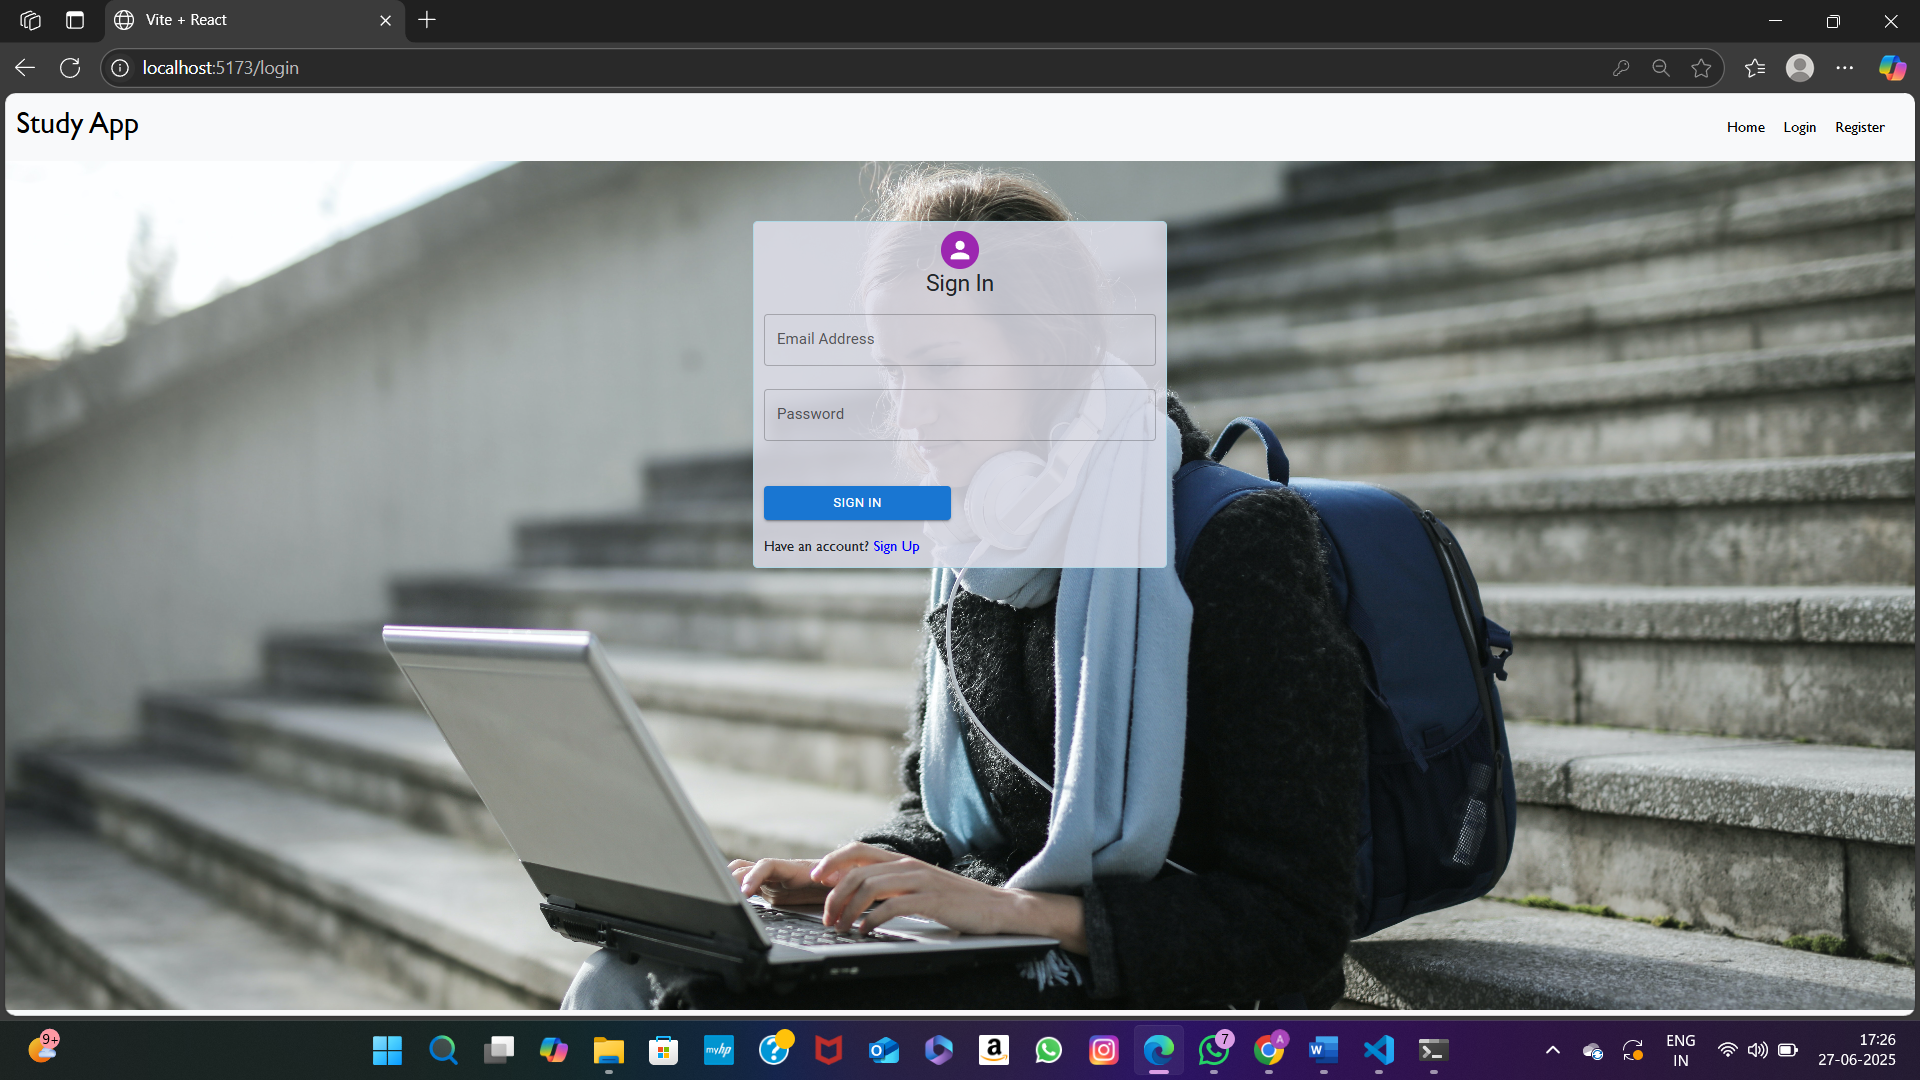 Vite + React
localhost:5173/login
Study App
Home Login Register
Sign In
Email Address
Password
SIGN IN
Have an account? Sign Up
9+
myhp
7
A
ENG
IN
17:26
27-06-2025